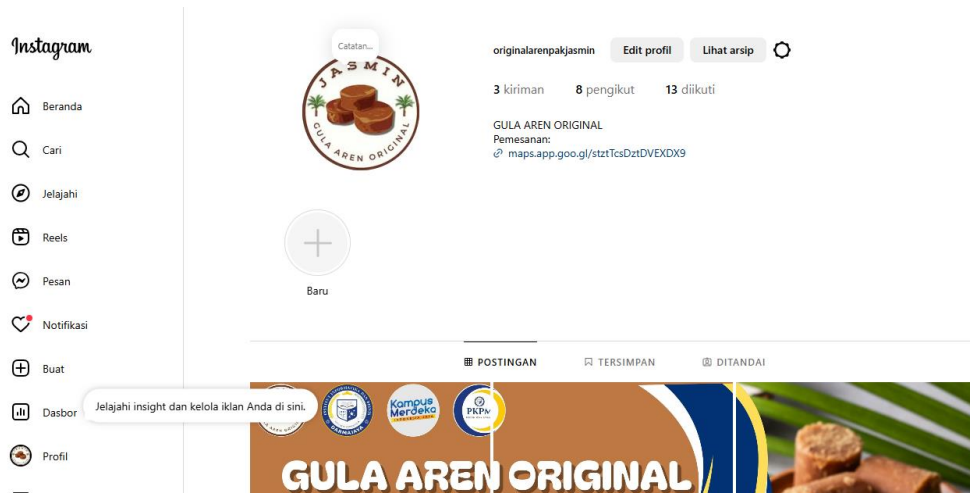 Instagram
Beranda
Cari
Jelajahi
Reels
Pesan
Notifikasi
Buat
Dasbor
Jelajahi insight dan kelola iklan Anda di sini.
Profil
Catatan...
JASMIN
GULA AREN ORIGINAL
originalarenpakjasmin Edit profil Lihat arsip
3 kiriman 8 pengikut 13 diikuti
GULA AREN ORIGINAL
Pemesanan:
maps.app.goo.gl/stztTcsDztDVEXDX9
Baru
POSTINGAN TERSIMPAN DITANDAI
DARMAJAYA
Kampus
Merdeka
PKPM
GULA AREN ORIGINAL